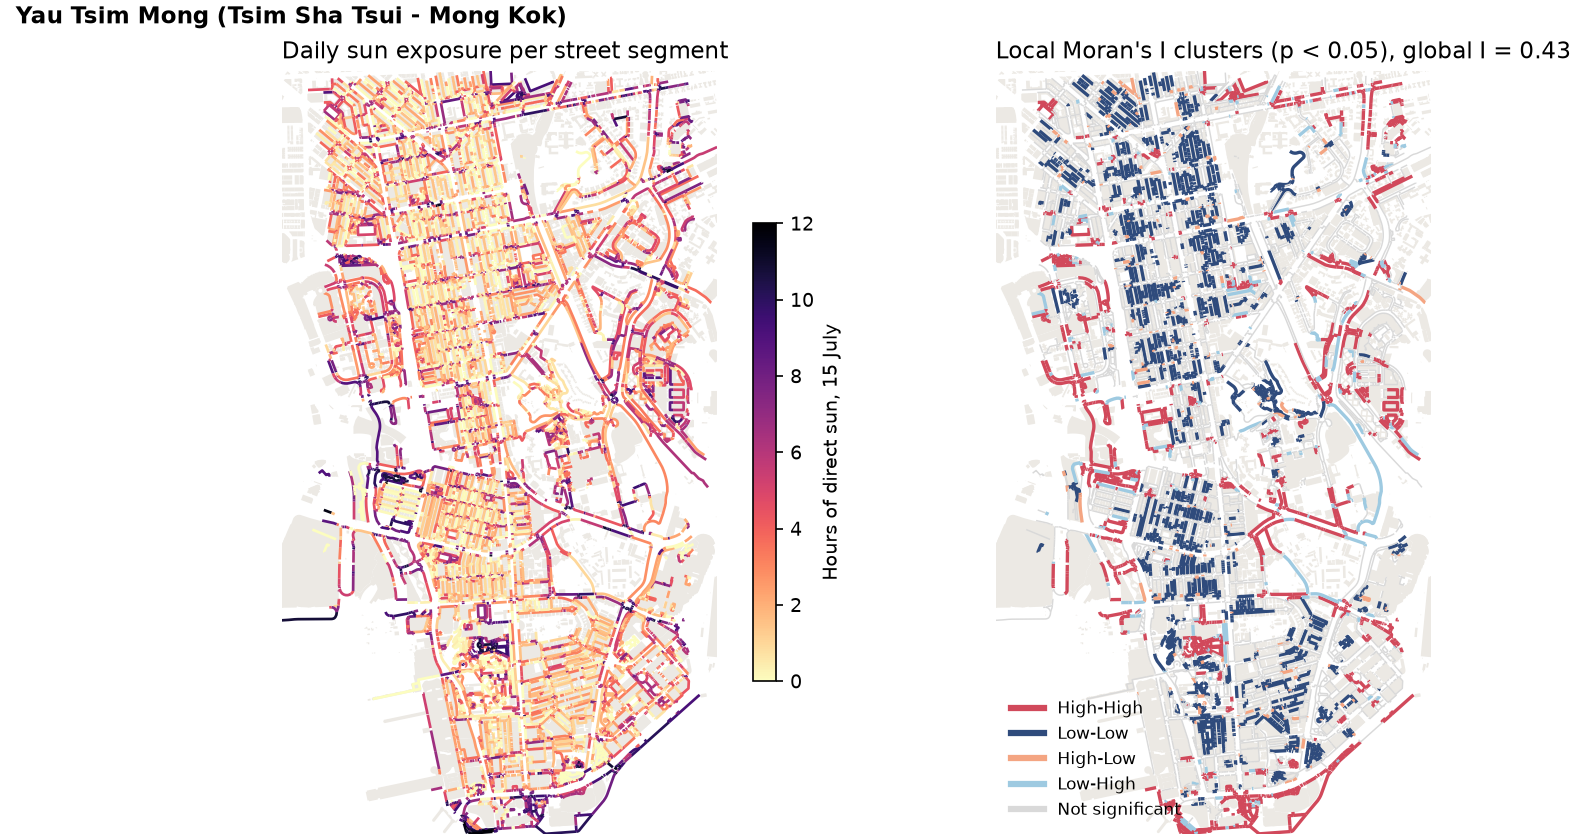 Yau Tsim Mong (Tsim Sha Tsui - Mong Kok)
Daily sun exposure per street segment
12
10
8
6
4
2
0
Hours of direct sun, 15 July
Local Moran's I clusters (p < 0.05), global I = 0.43
High-High
Low-Low
High-Low
Low-High
Not significant